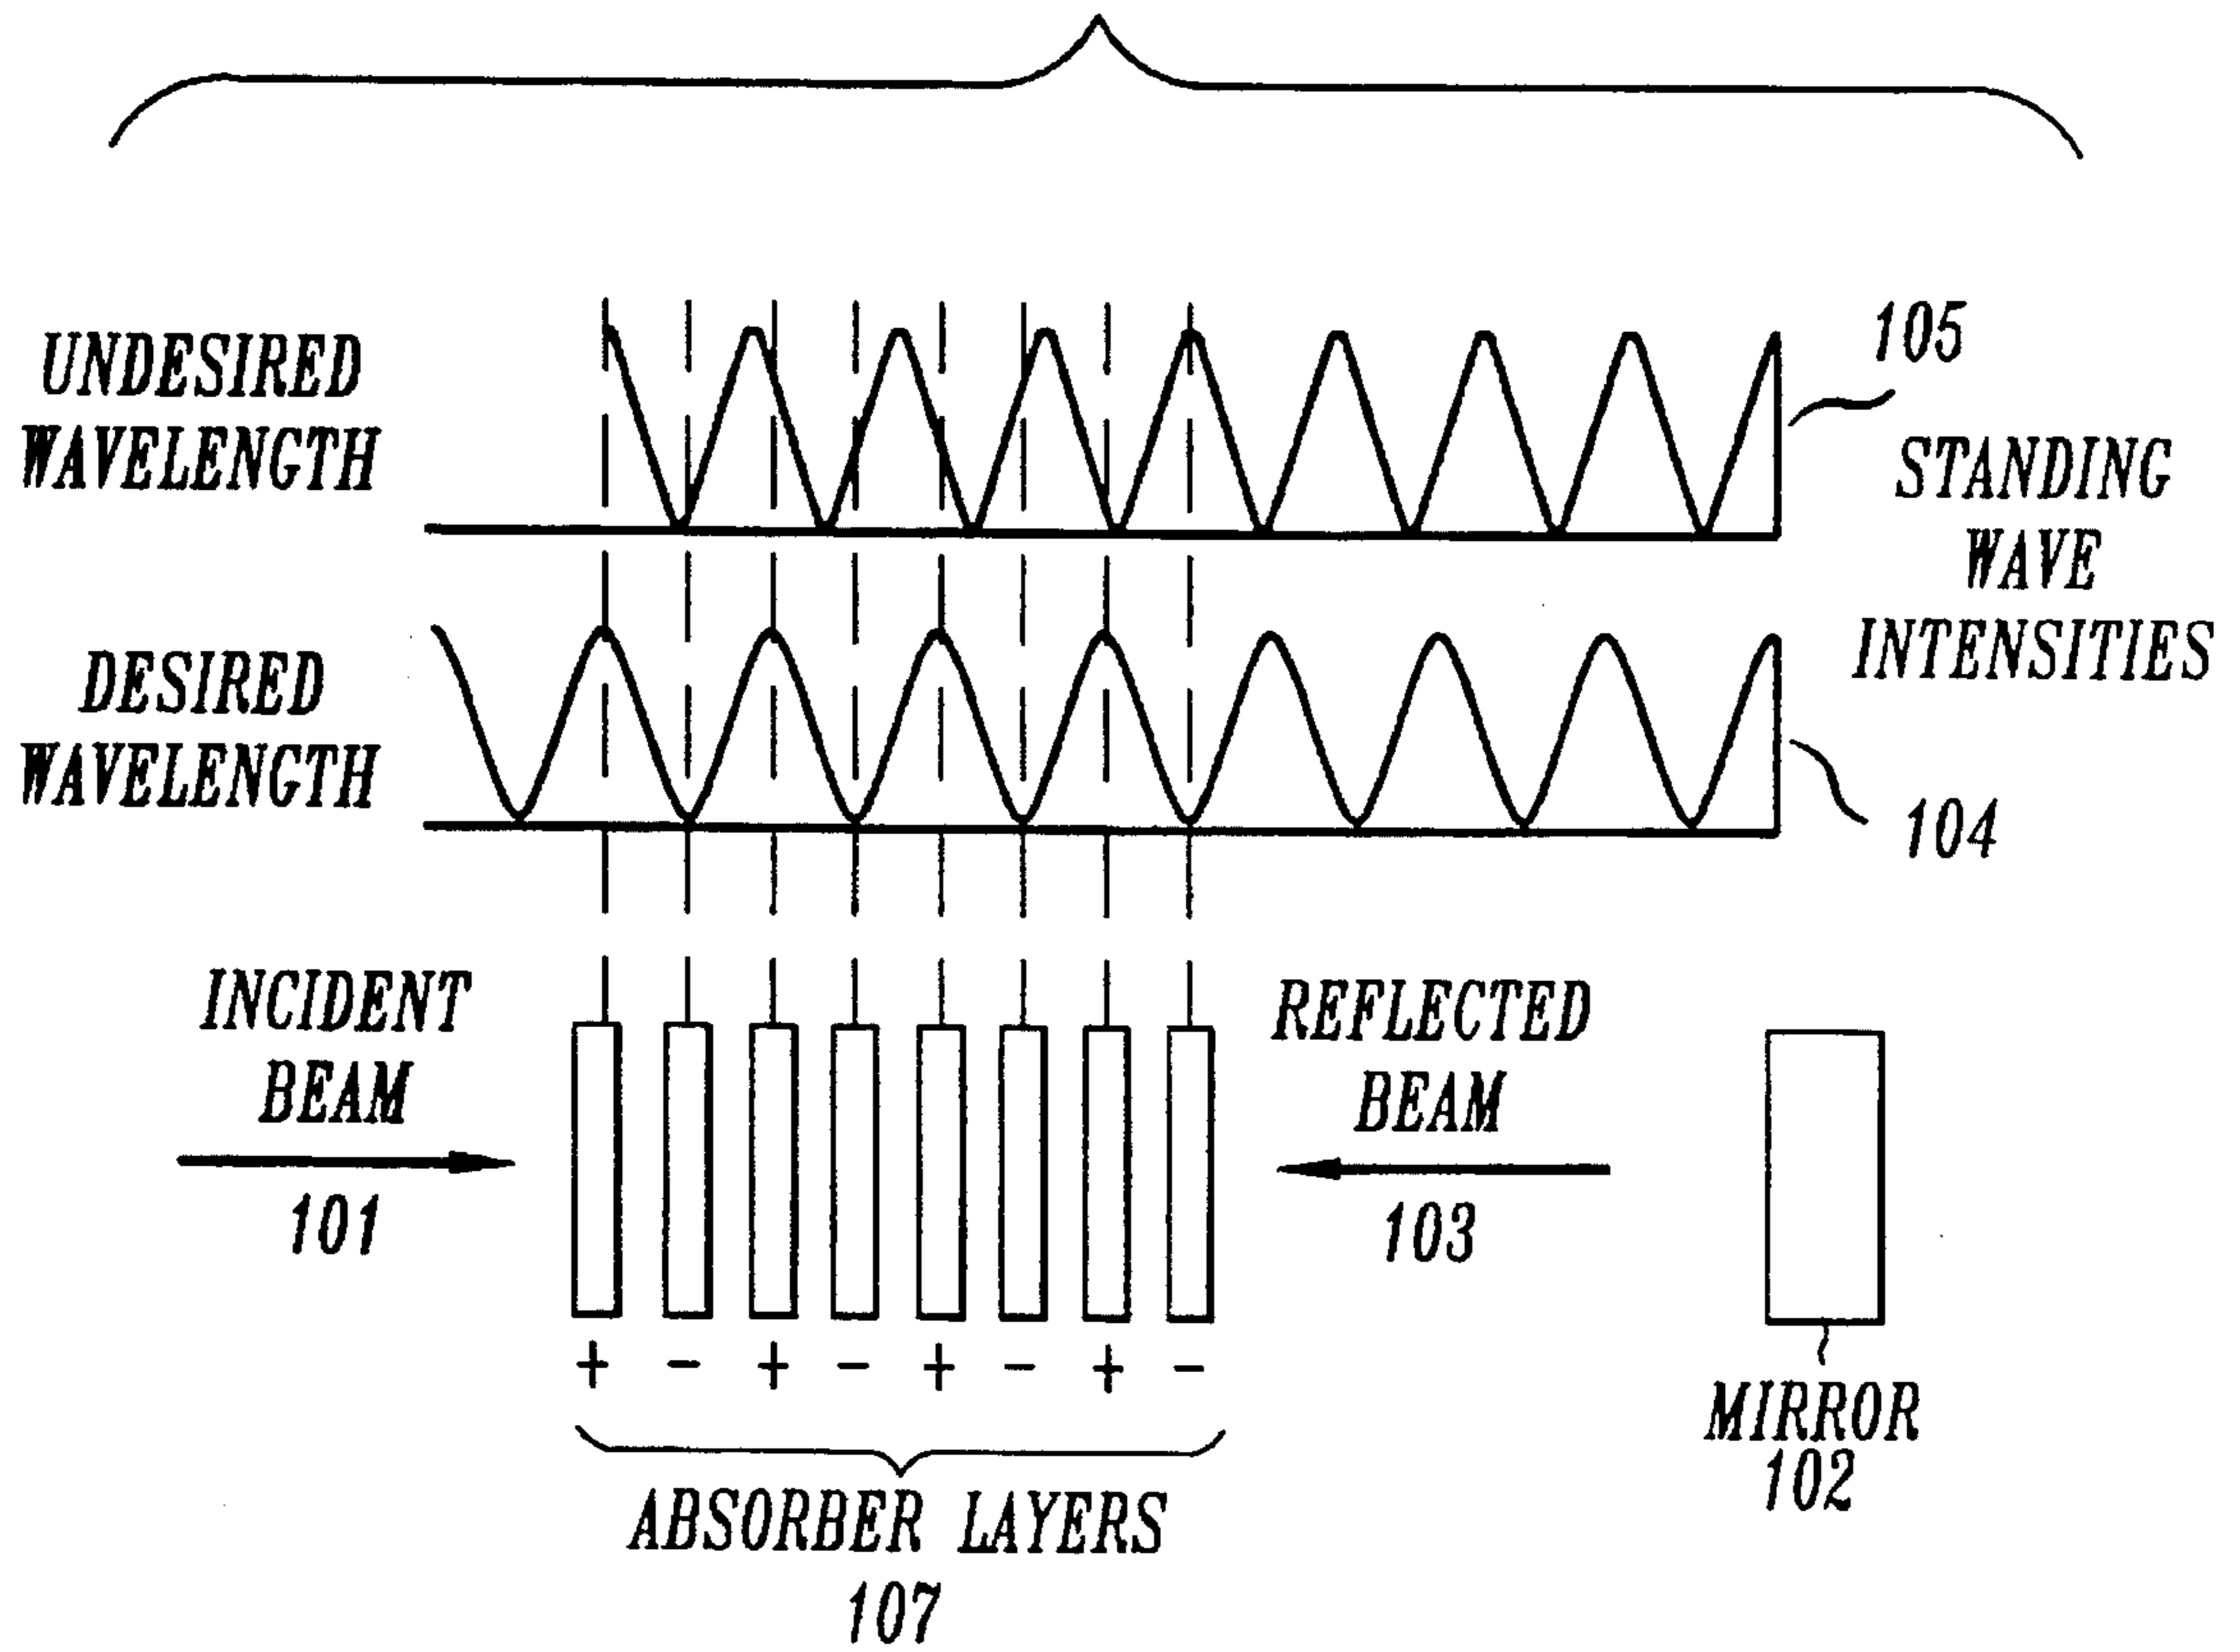 UNDESIRED
WAVELENGTH
105
STANDING
WAVE
INTENSITIES
DESIRED
WAVELENGTH
104
INCIDENT
BEAM
101
REFLECTED
BEAM
103
+ - + - + - + -
MIRROR
102
ABSORBER LAYERS
107